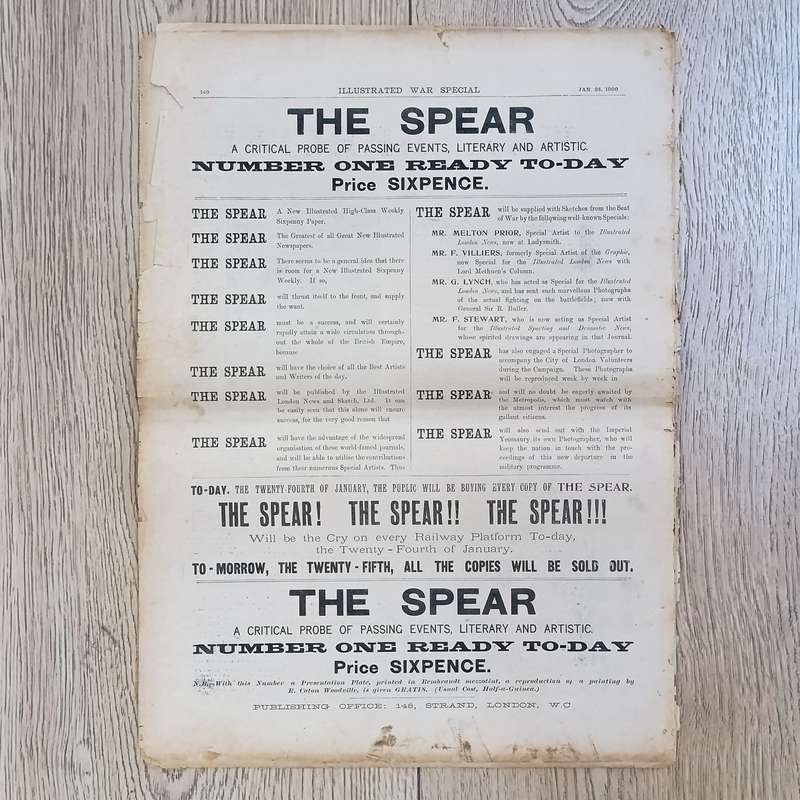 140 ILLUSTRATED WAR SPECIAL JAN. 24, 1900
THE SPEAR
A CRITICAL PROBE OF PASSING EVENTS, LITERARY AND ARTISTIC.
NUMBER ONE READY TO-DAY
Price SIXPENCE.
THE SPEAR A New Illustrated High-Class Weekly
Sixpenny Paper.
THE SPEAR The Greatest of all Great New Illustrated
Newspapers.
THE SPEAR There seems to be a general idea that there
is room for a New Illustrated Sixpenny
Weekly. If so,
THE SPEAR will thrust itself to the front, and supply
the want.
THE SPEAR must be a success, and will certainly
rapidly attain a wide circulation through-
out the whole of the British Empire,
because
THE SPEAR will have the choice of all the Best Artists
and Writers of the day.
THE SPEAR will be published by the Illustrated
London News and Sketch, Ltd. It can
be easily seen that this alone will ensure
success, for the very good reason that
THE SPEAR will have the advantage of the widespread
organisation of these world-famed journals,
and will be able to utilise the contributions
from their numerous Special Artists. Thus
THE SPEAR will be supplied with Sketches from the Seat
of War by the following well-known Specials:
MR. MELTON PRIOR, Special Artist to the Illustrated
London News, now at Ladysmith.
MR. F. VILLIERS, formerly Special Artist of the Graphic,
now Special for the Illustrated London News with
Lord Methuen's Column.
MR. G. LYNCH, who has acted as Special for the Illustrated
London News, and has sent such marvellous Photographs
of the actual fighting on the battlefields; now with
General Sir R. Buller.
MR. F. STEWART, who is now acting as Special Artist
for the Illustrated Sporting and Dramatic News,
whose spirited drawings are appearing in that Journal.
THE SPEAR has also engaged a Special Photographer to
accompany the City of London Volunteers
during the Campaign. These Photographs
will be reproduced week by week in
THE SPEAR and will no doubt be eagerly awaited by
the Metropolis, which must watch with
the utmost interest the progress of its
gallant citizens.
THE SPEAR will also send out with the Imperial
Yeomanry its own Photographer, who will
keep the nation in touch with the pro-
ceedings of this new departure in the
military programme.
TO-DAY. THE TWENTY-FOURTH OF JANUARY, THE PUBLIC WILL BE BUYING EVERY COPY OF THE SPEAR.
THE SPEAR! THE SPEAR!! THE SPEAR!!!
Will be the Cry on every Railway Platform To-day,
the Twenty-Fourth of January.
TO-MORROW, THE TWENTY-FIFTH, ALL THE COPIES WILL BE SOLD OUT.
THE SPEAR
A CRITICAL PROBE OF PASSING EVENTS, LITERARY AND ARTISTIC.
NUMBER ONE READY TO-DAY
Price SIXPENCE.
N.B. With this Number a Presentation Plate, printed in Rembrandt mezzotint, a reproduction of a painting by
R. Caton Woodville, is given GRATIS. (Usual Cost, Half-a-Guinea.)
PUBLISHING OFFICE: 148, STRAND, LONDON, W.C